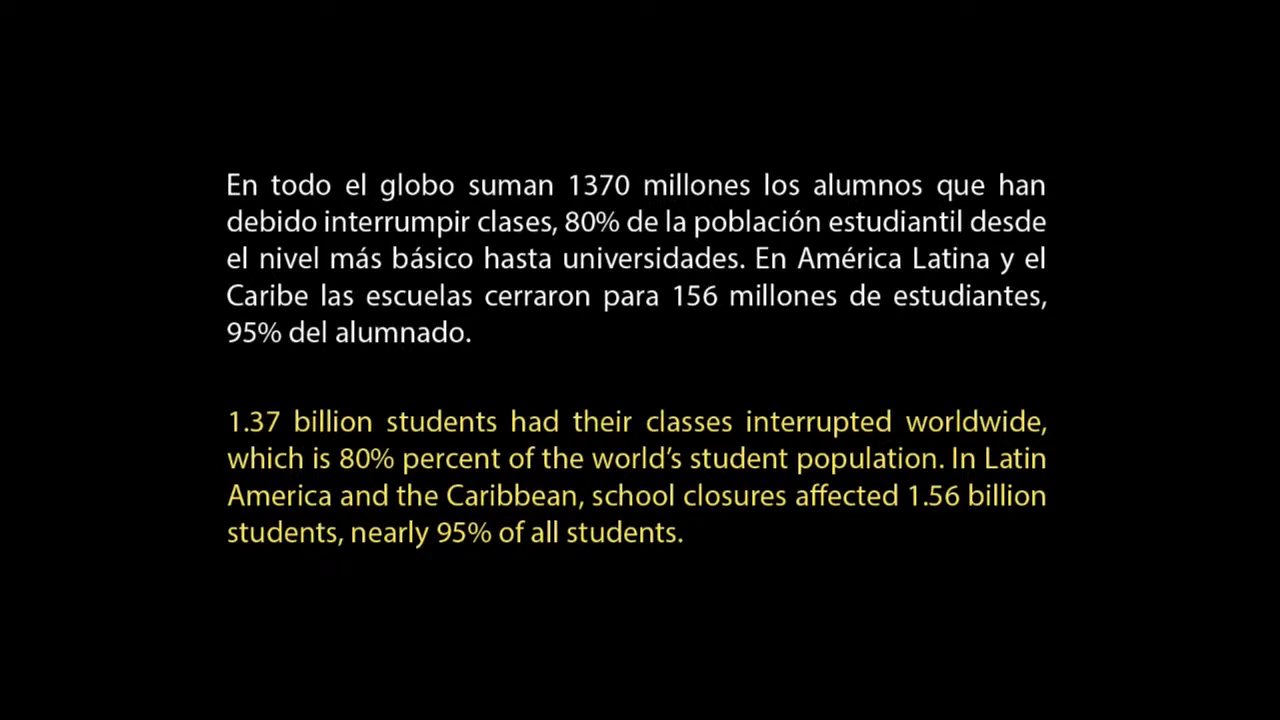 En todo el globo suman 1370 millones los alumnos que han
debido interrumpir clases, 80% de la población estudiantil desde
el nivel más básico hasta universidades. En América Latina y el
Caribe las escuelas cerraron para 156 millones de estudiantes,
95% del alumnado.
1.37 billion students had their classes interrupted worldwide,
which is 80% percent of the world’s student population. In Latin
America and the Caribbean, school closures affected 1.56 billion
students, nearly 95% of all students.